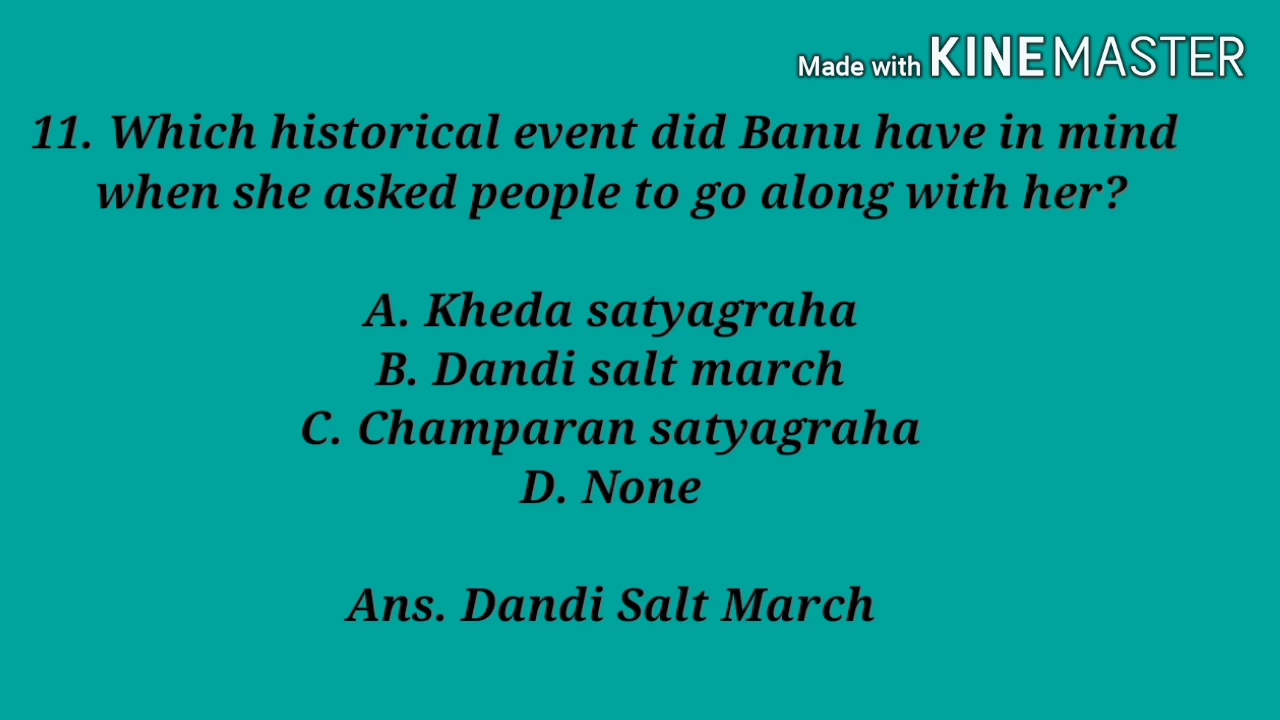 Made with KINEMASTER
11. Which historical event did Banu have in mind
when she asked people to go along with her?
A. Kheda satyagraha
B. Dandi salt march
C. Champaran satyagraha
D. None
Ans. Dandi Salt March